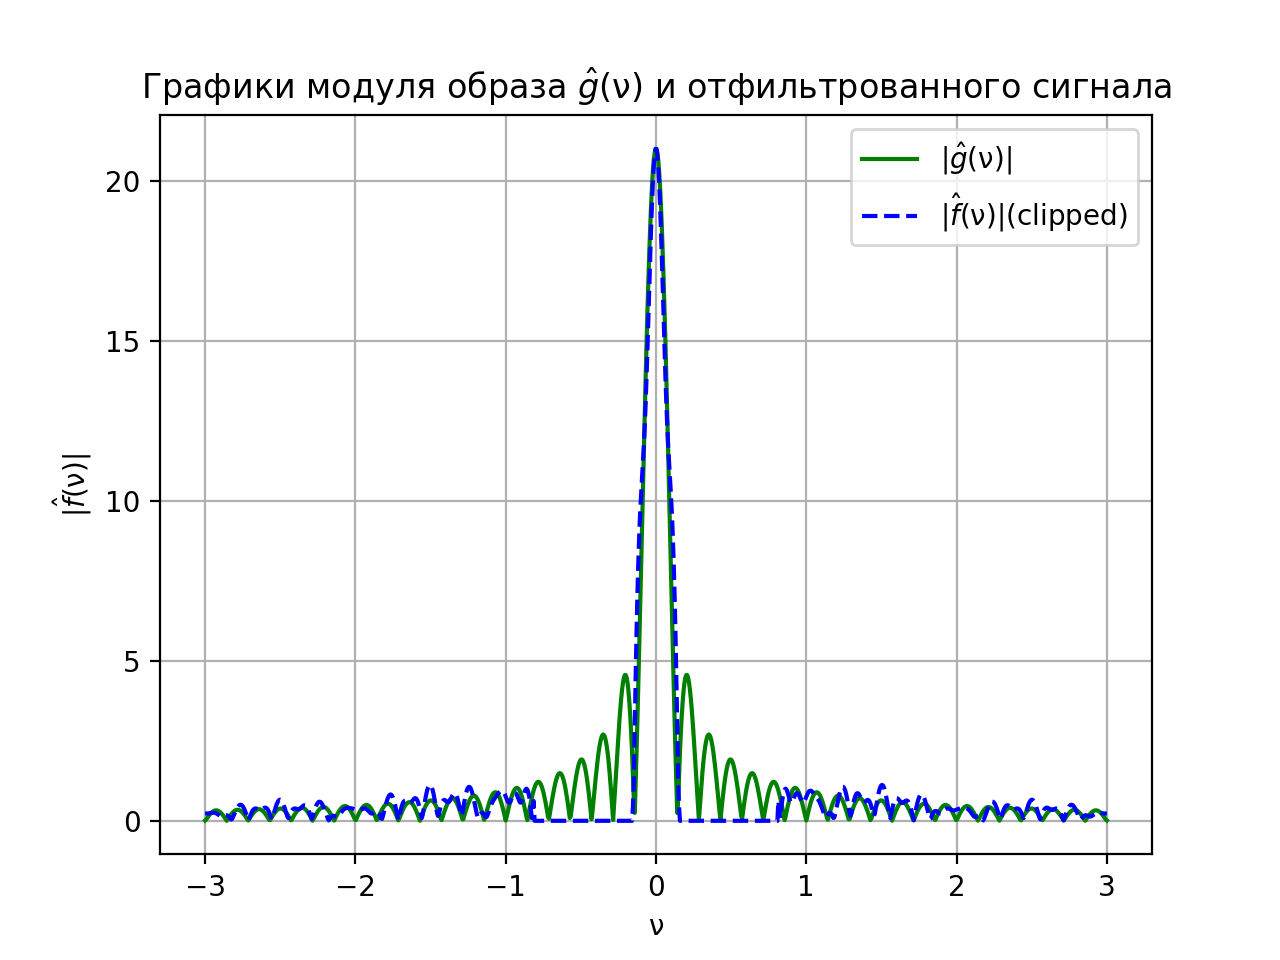 Графики модуля образа ĝ(ν) и отфильтрованного сигнала
|ĝ(ν)|
|f̂(ν)|(clipped)
|f̂(ν)|
20
15
10
5
0
−3 −2 −1 0 1 2 3
ν